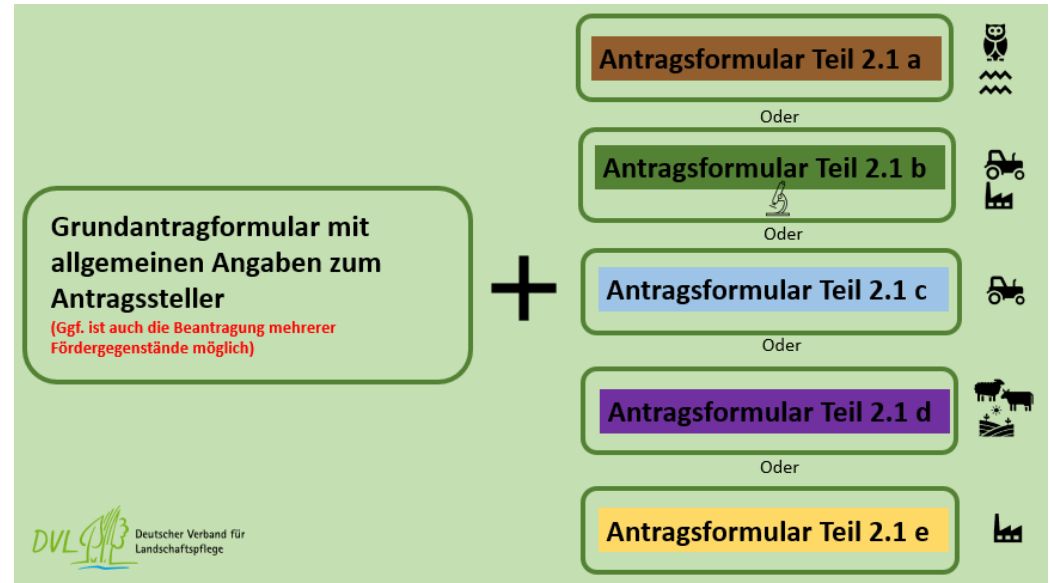 Grundantragformular mit
allgemeinen Angaben zum
Antragssteller
(Ggf. ist auch die Beantragung mehrerer
Fördergegenstände möglich)
+
Antragsformular Teil 2.1 a
Oder
Antragsformular Teil 2.1 b
Oder
Antragsformular Teil 2.1 c
Oder
Antragsformular Teil 2.1 d
Oder
Antragsformular Teil 2.1 e
DVL
Deutscher Verband für
Landschaftspflege